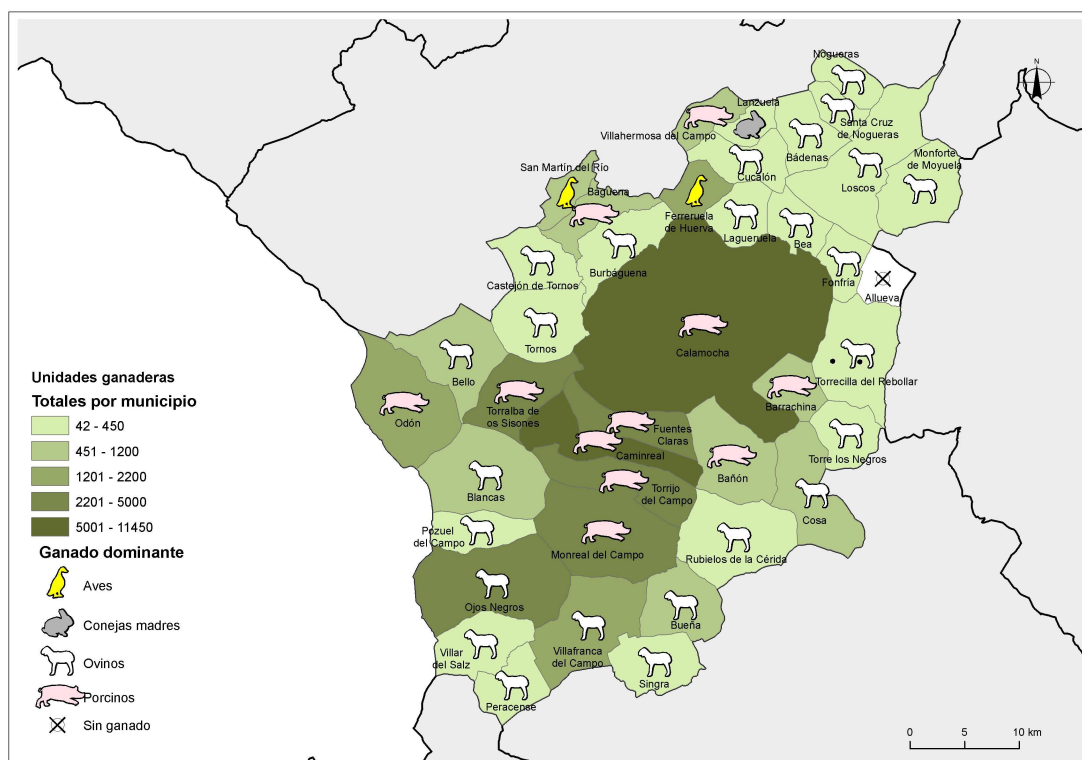 Nogueras
N
Lanzuela
Villahermosa del Campo
Santa Cruz
de Nogueras
Bádenas
Monforte
de Moyuela
Cucalón
Loscos
San Martín del Río
Báguena
Ferreruela
de Huerva
Lagueruela
Bea
Burbáguena
Fonfría
Castejón de Tornos
Allueva
Tornos
Calamocha
Bello
Torrecilla del Rebollar
Unidades ganaderas
Totales por municipio
42 - 450
451 - 1200
1201 - 2200
2201 - 5000
5001 - 11450
Odón
Torralba de
os Sisones
Barrachina
Fuentes
Claras
Caminreal
Torre los Negros
Bañón
Blancas
Torrijo
del Campo
Cosa
Pozuel
del Campo
Monreal del Campo
Rubielos de la Cérida
Ganado dominante
Aves
Conejas madres
Ovinos
Porcinos
Sin ganado
Ojos Negros
Bueña
Villar
del Salz
Villafranca
del Campo
Singra
Peracense
0 5 10 km